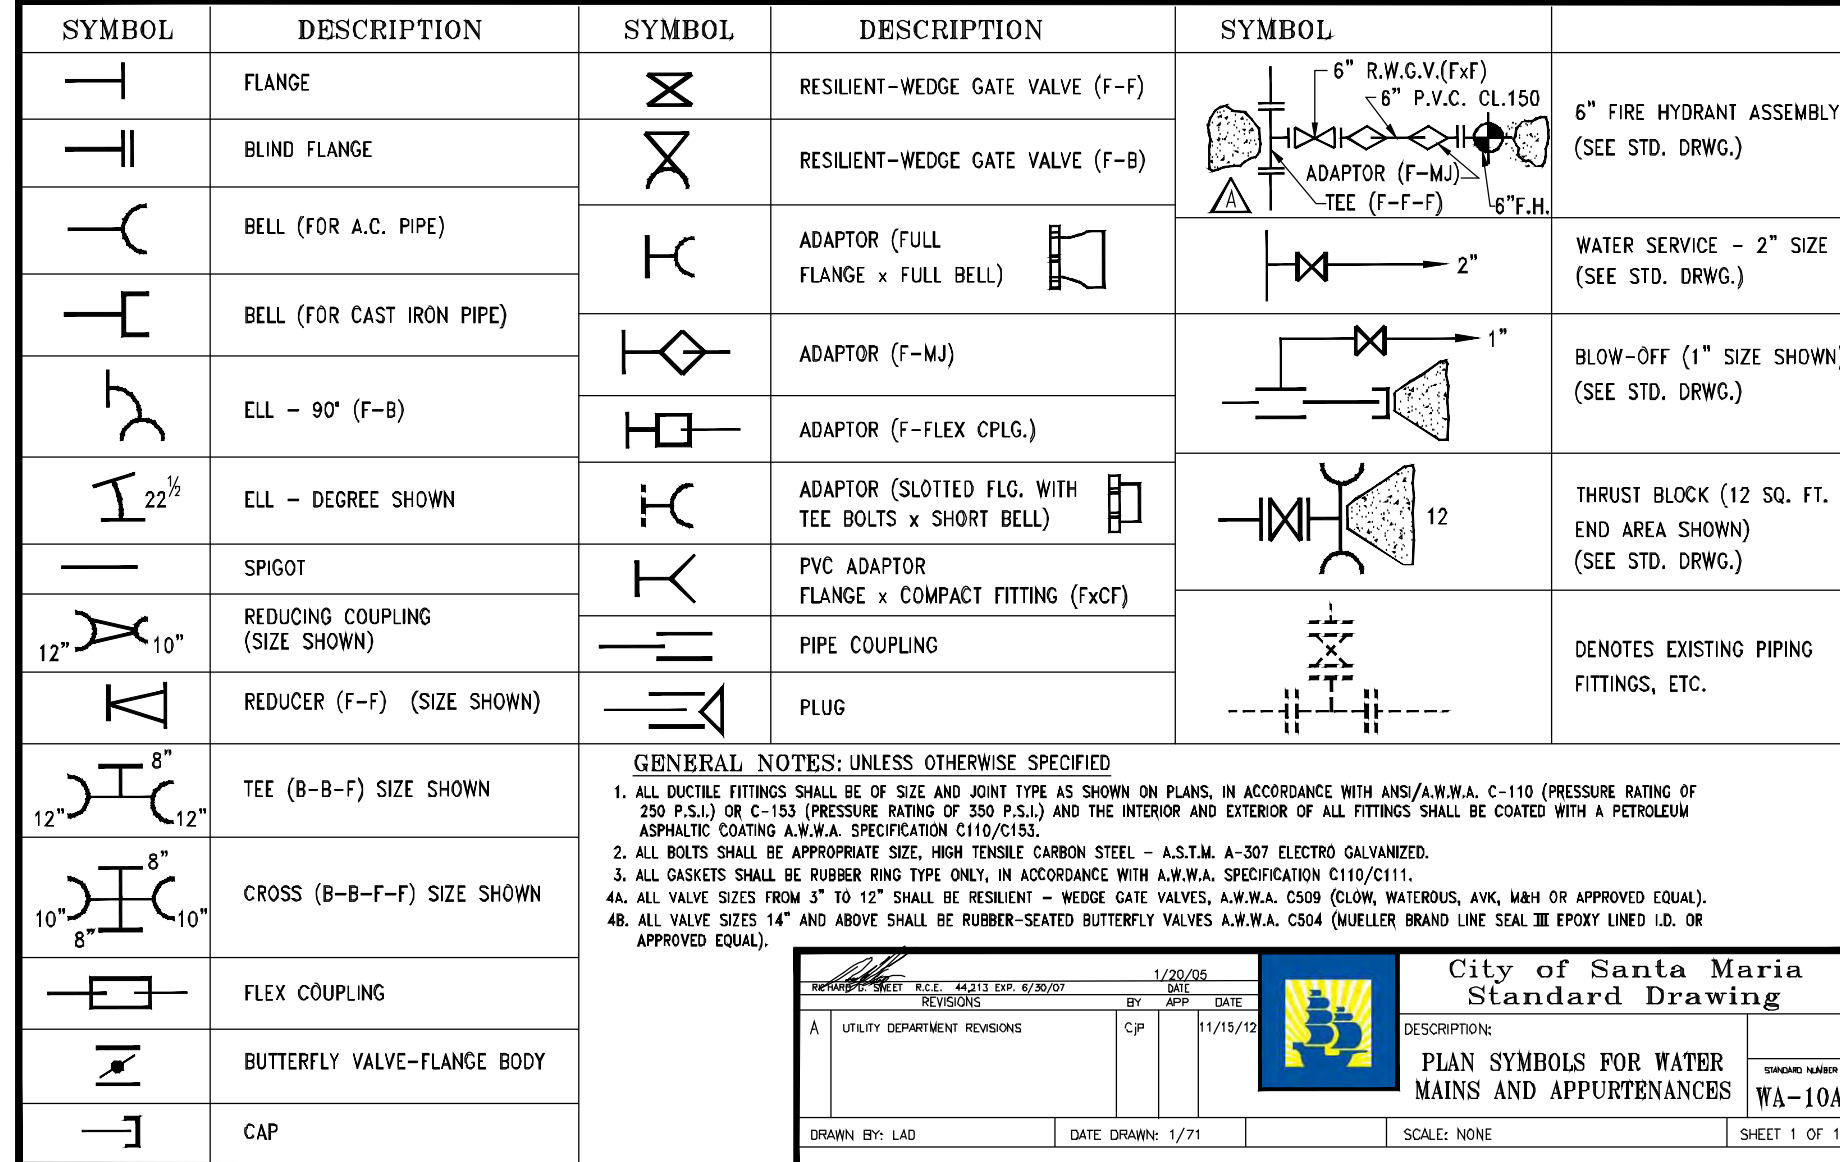 SYMBOL DESCRIPTION SYMBOL DESCRIPTION SYMBOL
FLANGE
BLIND FLANGE
BELL (FOR A.C. PIPE)
BELL (FOR CAST IRON PIPE)
ELL – 90° (F–B)
22½
ELL – DEGREE SHOWN
SPIGOT
12" 10"
REDUCING COUPLING
(SIZE SHOWN)
REDUCER (F–F) (SIZE SHOWN)
8"
12" 12"
TEE (B–B–F) SIZE SHOWN
8"
10" 10"
8"
CROSS (B–B–F–F) SIZE SHOWN
FLEX COUPLING
BUTTERFLY VALVE–FLANGE BODY
CAP
RESILIENT–WEDGE GATE VALVE (F–F)
RESILIENT–WEDGE GATE VALVE (F–B)
ADAPTOR (FULL
FLANGE x FULL BELL)
ADAPTOR (F–MJ)
ADAPTOR (F–FLEX CPLG.)
ADAPTOR (SLOTTED FLG. WITH
TEE BOLTS x SHORT BELL)
PVC ADAPTOR
FLANGE x COMPACT FITTING (FxCF)
PIPE COUPLING
PLUG
6" R.W.G.V.(FxF)
6" P.V.C. CL.150
ADAPTOR (F–MJ)
A
TEE (F–F–F)
6"F.H.
6" FIRE HYDRANT ASSEMBLY
(SEE STD. DRWG.)
2"
WATER SERVICE – 2" SIZE
(SEE STD. DRWG.)
1"
BLOW–OFF (1" SIZE SHOWN)
(SEE STD. DRWG.)
12
THRUST BLOCK (12 SQ. FT.
END AREA SHOWN)
(SEE STD. DRWG.)
DENOTES EXISTING PIPING
FITTINGS, ETC.
GENERAL NOTES: UNLESS OTHERWISE SPECIFIED
1. ALL DUCTILE FITTINGS SHALL BE OF SIZE AND JOINT TYPE AS SHOWN ON PLANS, IN ACCORDANCE WITH ANSI/A.W.W.A. C–110 (PRESSURE RATING OF
250 P.S.I.) OR C–153 (PRESSURE RATING OF 350 P.S.I.) AND THE INTERIOR AND EXTERIOR OF ALL FITTINGS SHALL BE COATED WITH A PETROLEUM
ASPHALTIC COATING A.W.W.A. SPECIFICATION C110/C153.
2. ALL BOLTS SHALL BE APPROPRIATE SIZE, HIGH TENSILE CARBON STEEL – A.S.T.M. A–307 ELECTRO GALVANIZED.
3. ALL GASKETS SHALL BE RUBBER RING TYPE ONLY, IN ACCORDANCE WITH A.W.W.A. SPECIFICATION C110/C111.
4A. ALL VALVE SIZES FROM 3" TO 12" SHALL BE RESILIENT – WEDGE GATE VALVES, A.W.W.A. C509 (CLOW, WATEROUS, AVK, M&H OR APPROVED EQUAL).
4B. ALL VALVE SIZES 14" AND ABOVE SHALL BE RUBBER–SEATED BUTTERFLY VALVES A.W.W.A. C504 (MUELLER BRAND LINE SEAL III EPOXY LINED I.D. OR
APPROVED EQUAL).
1/20/05
RICHARD G. SWEET R.C.E. 44,213 EXP. 6/30/07 DATE
REVISIONS BY APP DATE
A UTILITY DEPARTMENT REVISIONS CjP 11/15/12
City of Santa Maria
Standard Drawing
DESCRIPTION:
PLAN SYMBOLS FOR WATER
MAINS AND APPURTENANCES
STANDARD NUMBER
WA–10A
DRAWN BY: LAD DATE DRAWN: 1/71 SCALE: NONE SHEET 1 OF 1